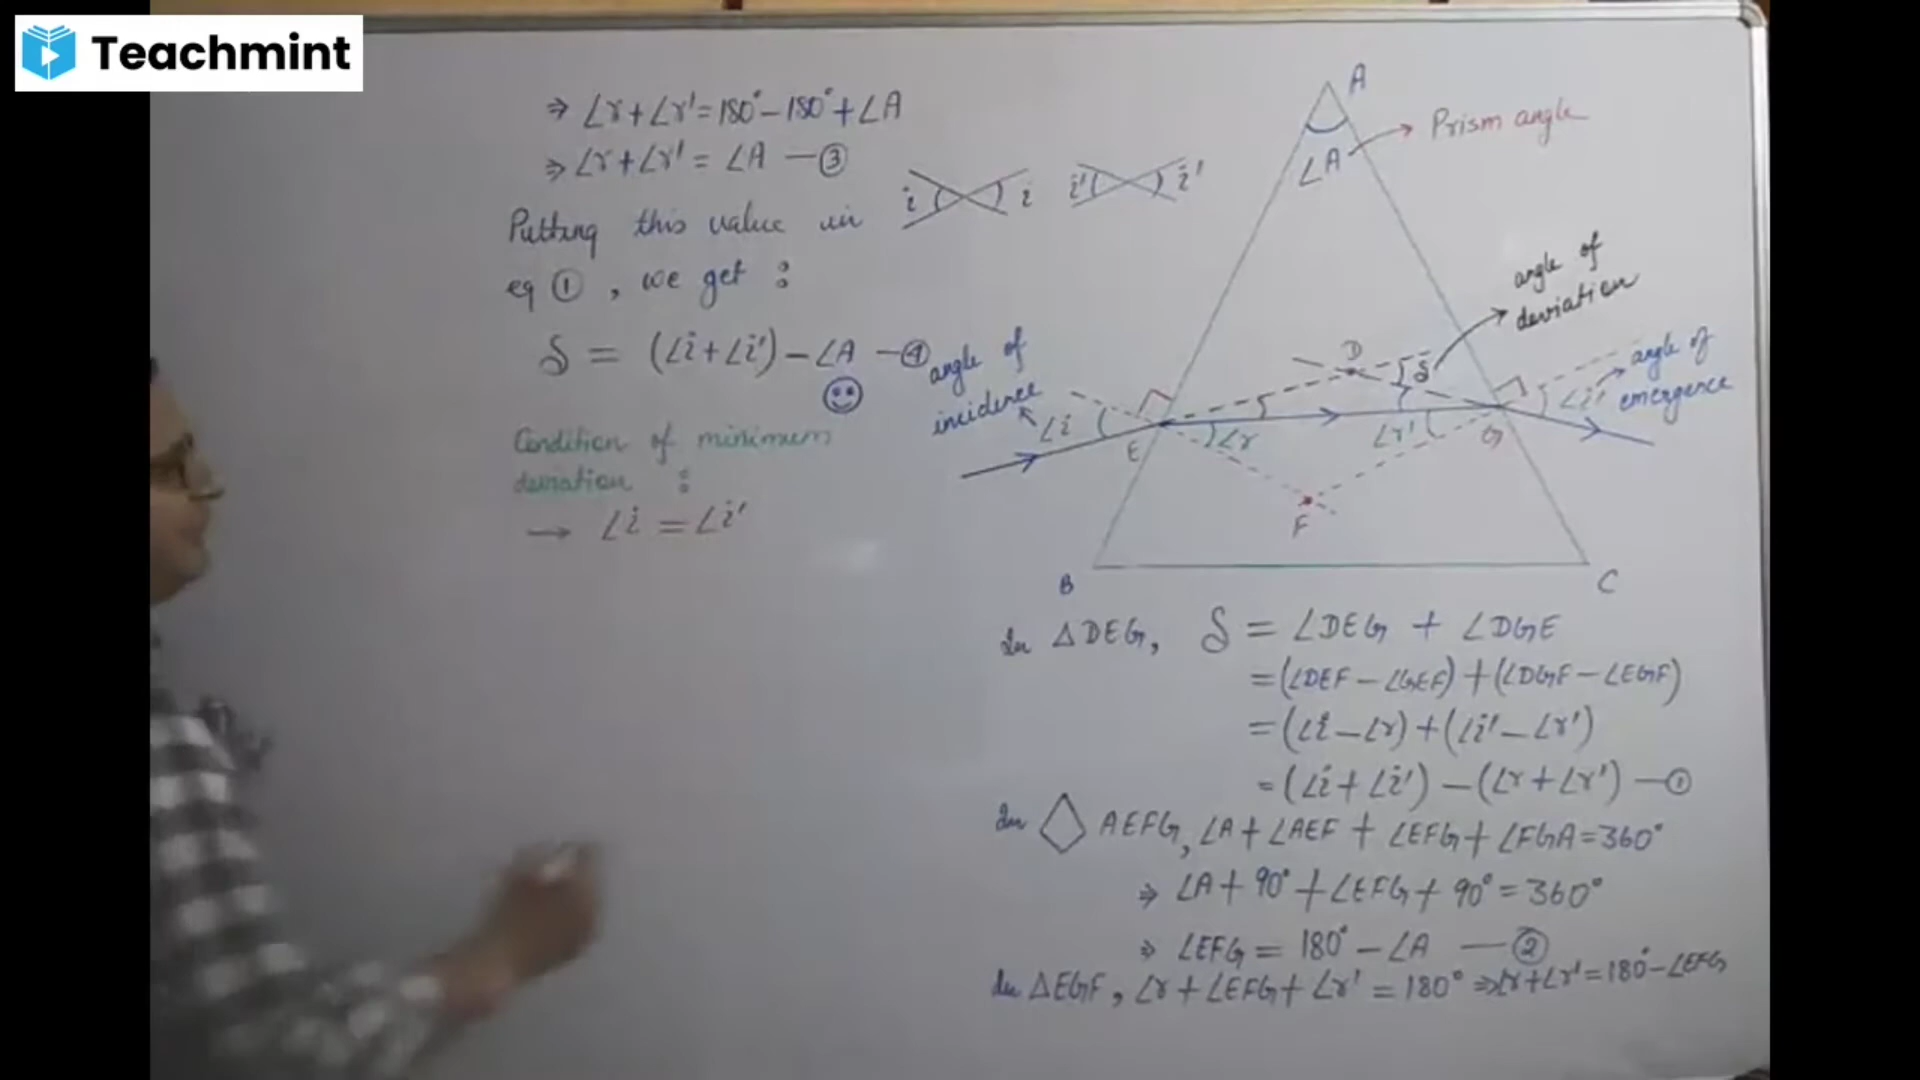 Teachmint
⇒ ∠r+∠r'=180°-180°+∠A
⇒ ∠r+∠r' = ∠A — ③
Putting this value in
eq ①, we get :
δ = (∠i+∠i') - ∠A — ④
Condition of minimum
deviation :
→ ∠i = ∠i'
i i i' i'
A
∠A → Prism angle
angle of
deviation
angle of
incidence
∠i
D
δ
∠i'
angle of
emergence
E
∠r
∠r'
G
F
B
C
In ΔDEG, δ = ∠DEG + ∠DGE
= (∠DEF - ∠GEF) + (∠DGF - ∠EGF)
= (∠i - ∠r) + (∠i' - ∠r')
= (∠i + ∠i') - (∠r + ∠r') — ①
In ◇ AEFG, ∠A + ∠AEF + ∠EFG + ∠FGA = 360°
⇒ ∠A + 90° + ∠EFG + 90° = 360°
⇒ ∠EFG = 180° - ∠A — ②
In ΔEGF, ∠r + ∠EFG + ∠r' = 180° ⇒ ∠r + ∠r' = 180° - ∠EFG